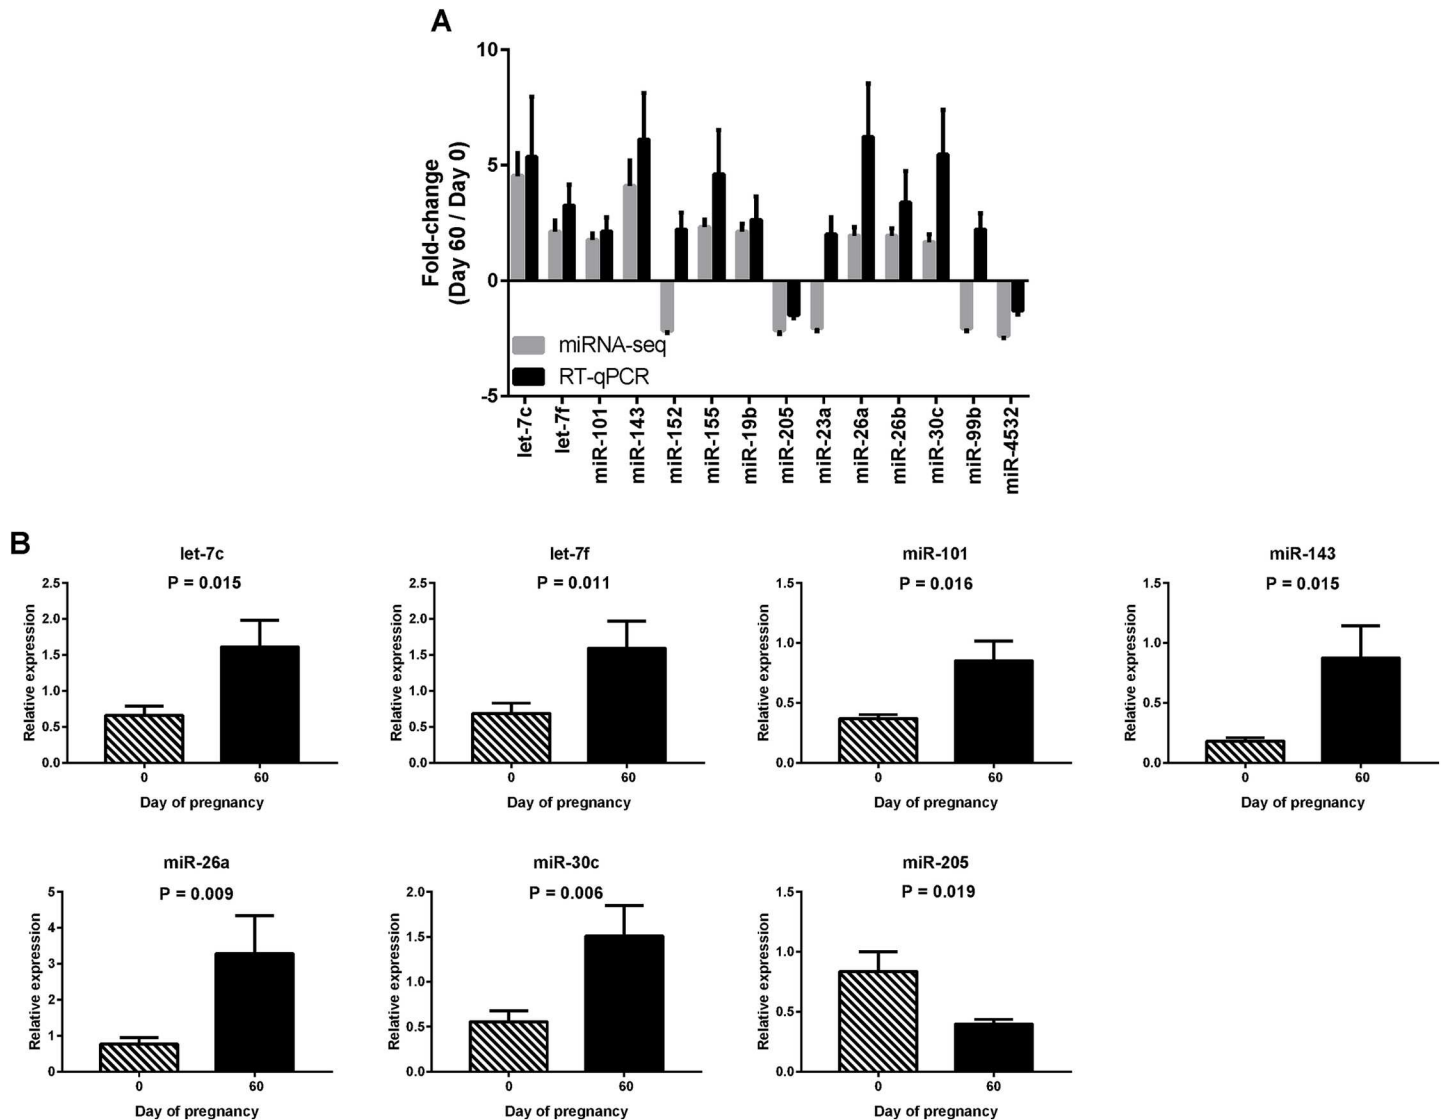 A
Fold-change
(Day 60 / Day 0)
10
5
0
-5
miRNA-seq
RT-qPCR
let-7c
let-7f
miR-101
miR-143
miR-152
miR-155
miR-19b
miR-205
miR-23a
miR-26a
miR-26b
miR-30c
miR-99b
miR-4532
B
let-7c
P = 0.015
Relative expression
2.5
2.0
1.5
1.0
0.5
0.0
0 60
Day of pregnancy
let-7f
P = 0.011
Relative expression
2.5
2.0
1.5
1.0
0.5
0.0
0 60
Day of pregnancy
miR-101
P = 0.016
Relative expression
1.5
1.0
0.5
0.0
0 60
Day of pregnancy
miR-143
P = 0.015
Relative expression
1.5
1.0
0.5
0.0
0 60
Day of pregnancy
miR-26a
P = 0.009
Relative expression
5
4
3
2
1
0
0 60
Day of pregnancy
miR-30c
P = 0.006
Relative expression
2.0
1.5
1.0
0.5
0.0
0 60
Day of pregnancy
miR-205
P = 0.019
Relative expression
1.5
1.0
0.5
0.0
0 60
Day of pregnancy